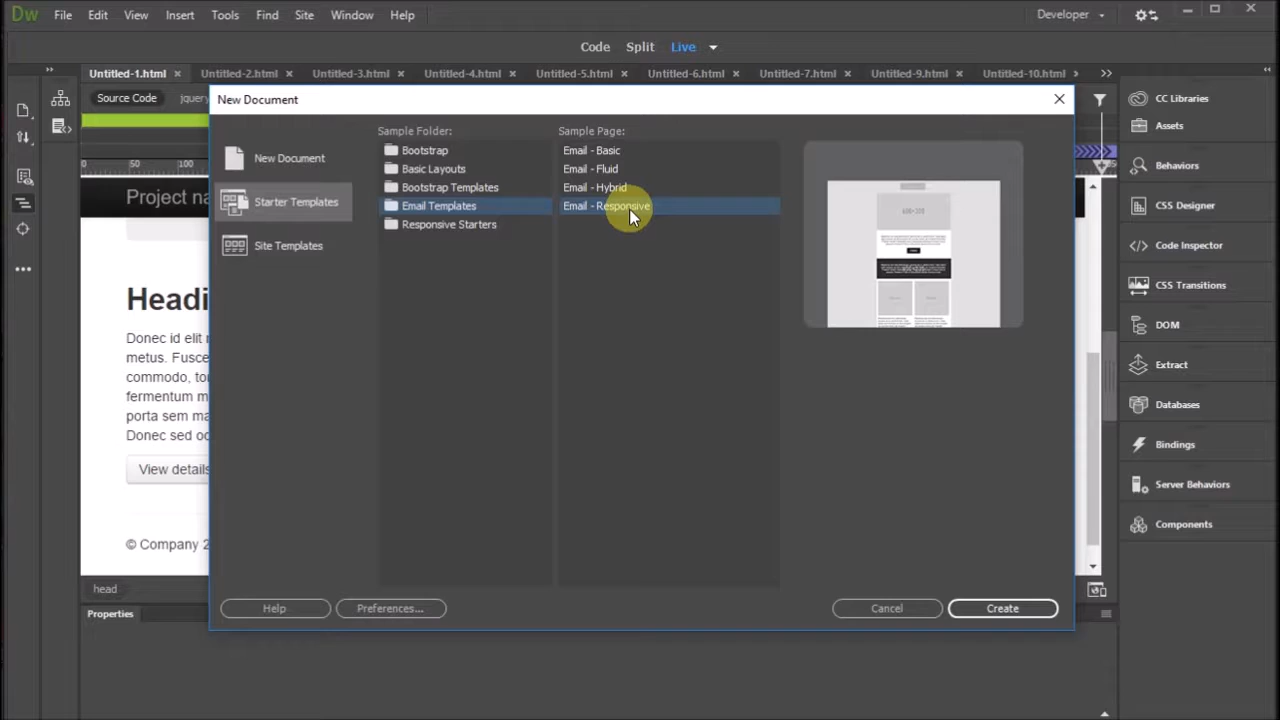 Dw File Edit View Insert Tools Find Site Window Help Developer
Code Split Live
Untitled-1.html Untitled-2.html Untitled-3.html Untitled-4.html Untitled-5.html Untitled-6.html Untitled-7.html Untitled-9.html Untitled-10.html
Source Code jquery
New Document
0 50 100
Project na
Headi
Donec id elit
metus. Fusce
commodo, to
fermentum m
porta sem ma
Donec sed oc
View details
© Company 2
head
Properties
New Document
Starter Templates
Site Templates
Sample Folder:
Bootstrap
Basic Layouts
Bootstrap Templates
Email Templates
Responsive Starters
Sample Page:
Email - Basic
Email - Fluid
Email - Hybrid
Email - Responsive
Help Preferences... Cancel Create
CC Libraries
Assets
Behaviors
CSS Designer
Code Inspector
CSS Transitions
DOM
Extract
Databases
Bindings
Server Behaviors
Components